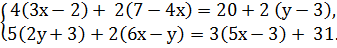 4(3x − 2) + 2(7 − 4x) = 20 + 2 (y − 3),
5(2y + 3) + 2(6x − y) = 3(5x − 3) + 31.